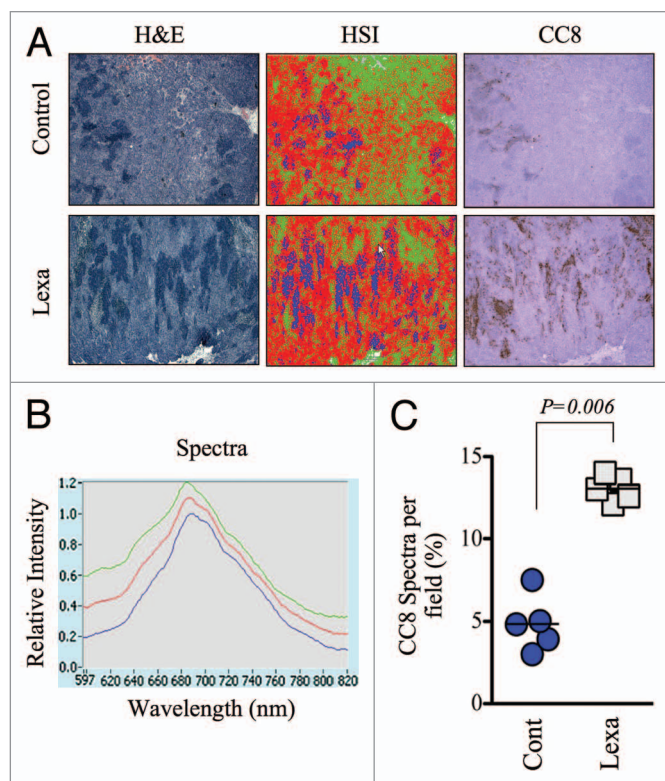 A
H&E HSI CC8
Control
Lexa
B
Spectra
Relative Intensity
1.2
1.0
0.8
0.6
0.4
0.2
0.0
597 620 640 660 680 700 720 740 760 780 800 820
Wavelength (nm)
C
P=0.006
CC8 Spectra per
field (%)
15
10
5
0
Cont Lexa